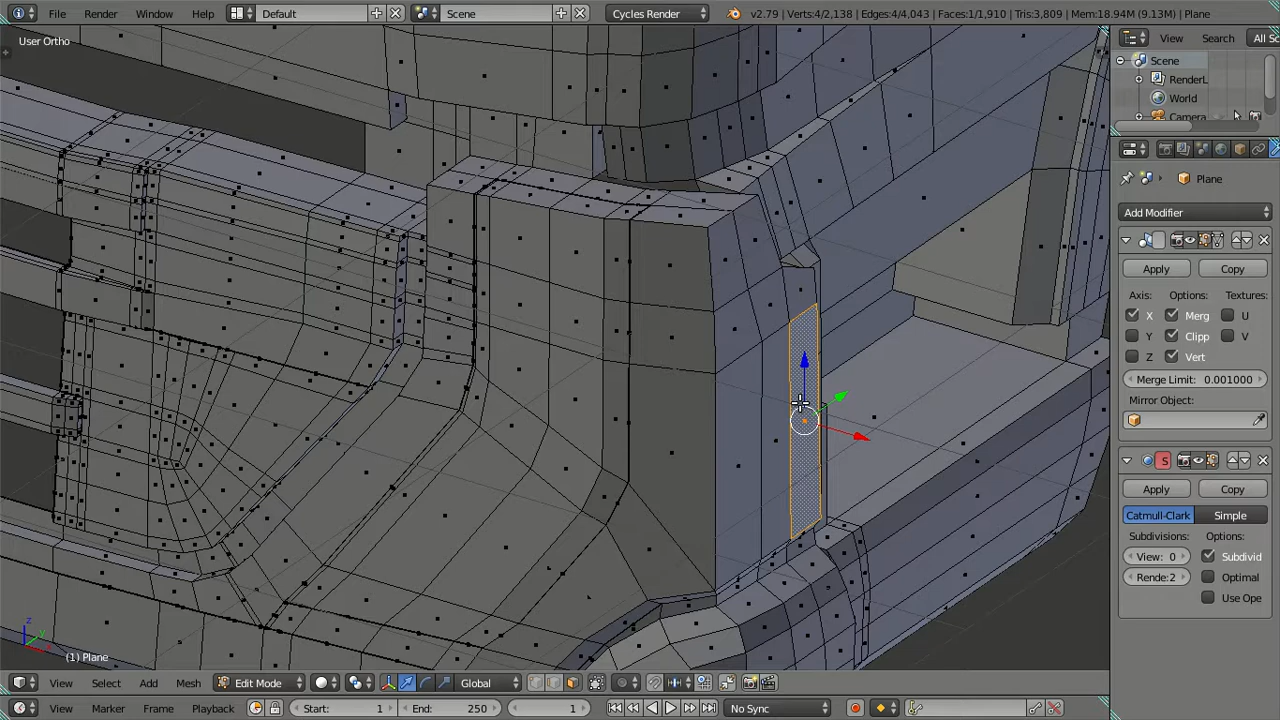 File Render Window Help Default Scene Cycles Render v2.79 | Verts:4/2,138 | Edges:4/4,043 | Faces:1/1,910 | Tris:3,809 | Mem:18.94M (9.13M) | Plane
User Ortho
View Search All Sc
Scene
RenderL
World
Camera
Plane
Add Modifier
Apply Copy
Axis: Options: Textures:
X Merg U
Y Clipp V
Z Vert
Merge Limit: 0.001000
Mirror Object:
S
Apply Copy
Catmull-Clark Simple
Subdivisions: Options:
View: 0 Subdivid
Rende:2 Optimal
Use Ope
z
y
x
(1) Plane
View Select Add Mesh Edit Mode Global
View Marker Frame Playback Start: 1 End: 250 1 No Sync